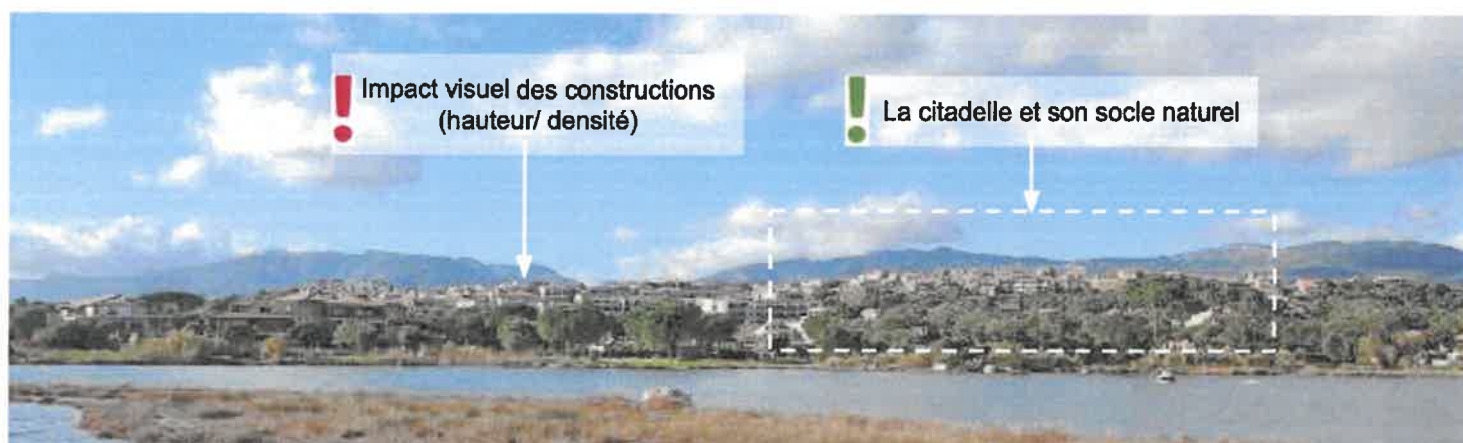 Impact visuel des constructions
(hauteur/ densité)
La citadelle et son socle naturel